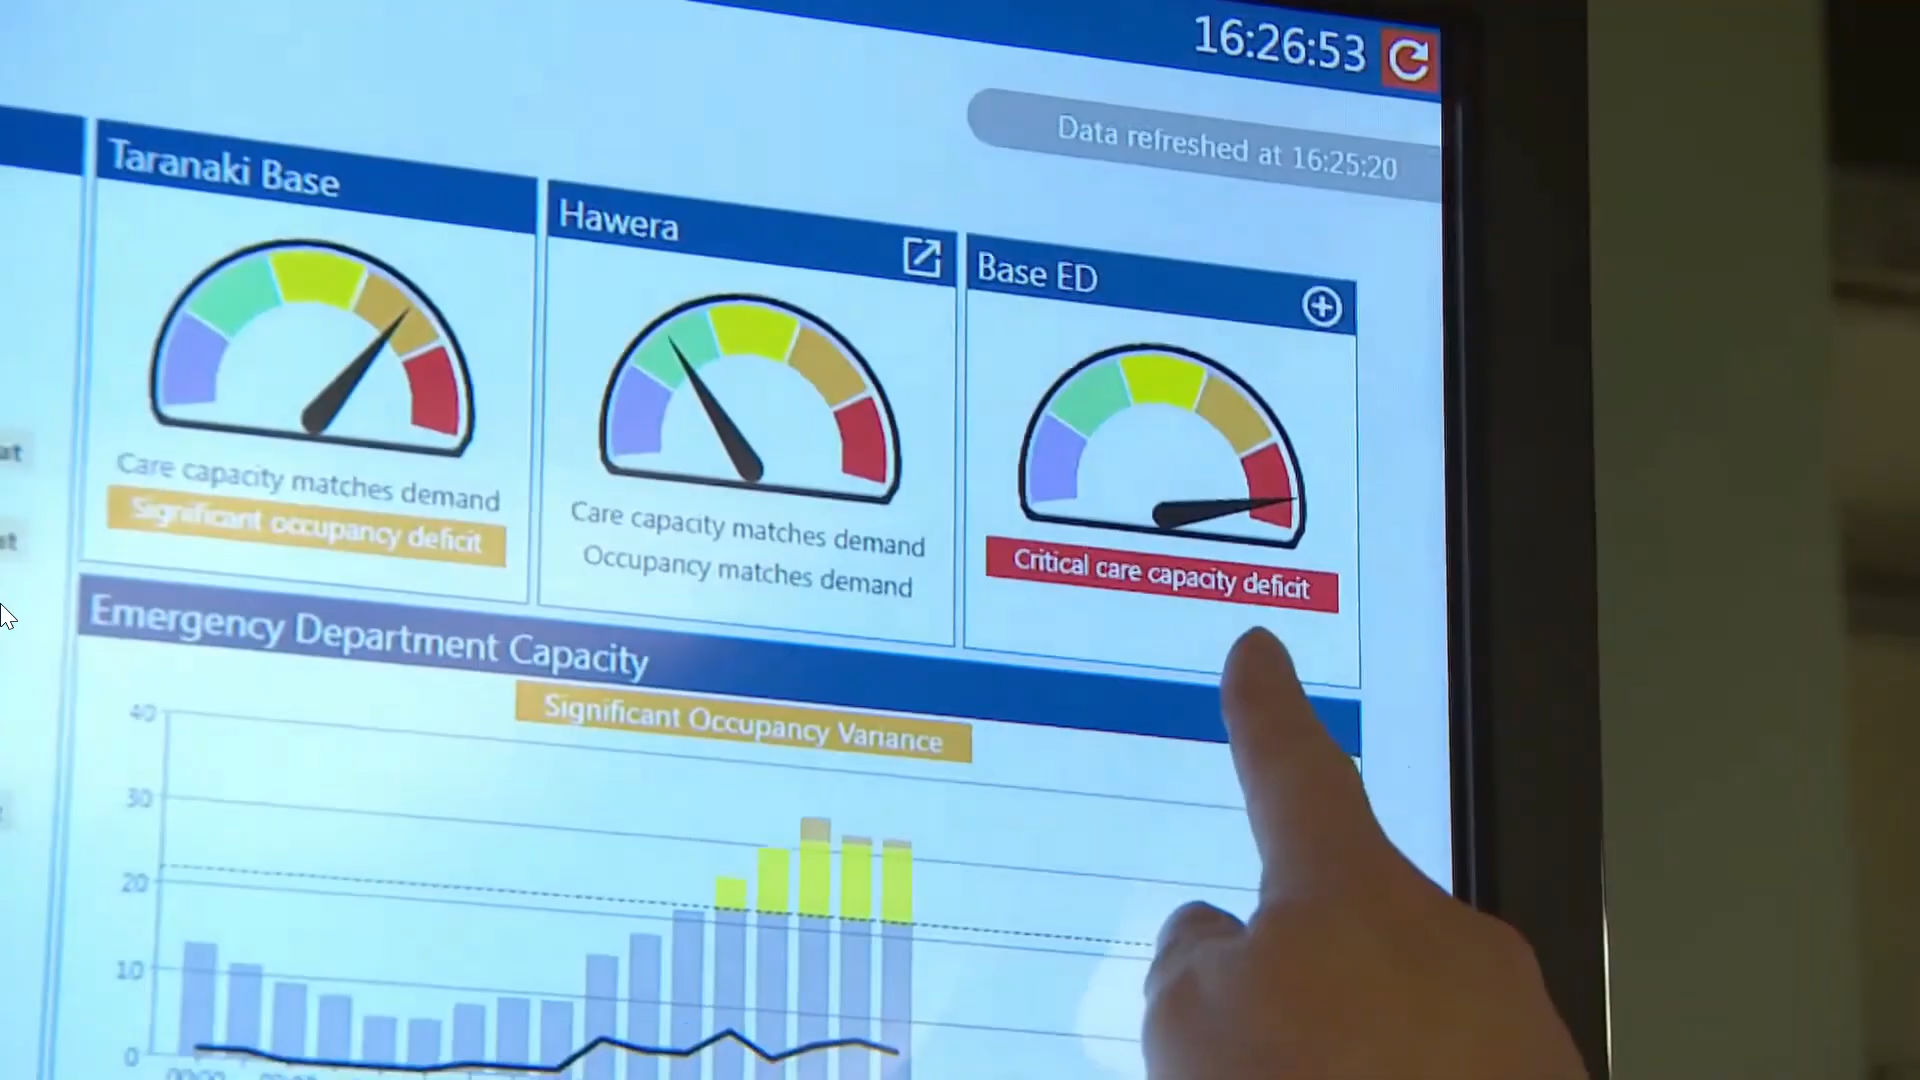 16:26:53
Data refreshed at 16:25:20
Taranaki Base
Care capacity matches demand
Significant occupancy deficit
Hawera
Care capacity matches demand
Occupancy matches demand
Base ED
Critical care capacity deficit
Emergency Department Capacity
Significant Occupancy Variance
40
30
20
10
0